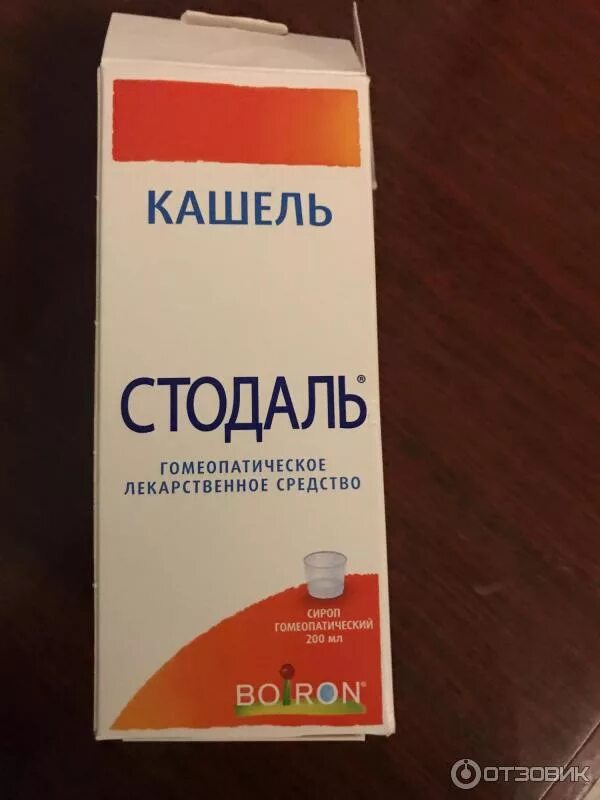 КАШЕЛЬ
СТОДАЛЬ®
ГОМЕОПАТИЧЕСКОЕ
ЛЕКАРСТВЕННОЕ СРЕДСТВО
СИРОП
ГОМЕОПАТИЧЕСКИЙ
200 мл
BOIRON®
ОТЗОВИК